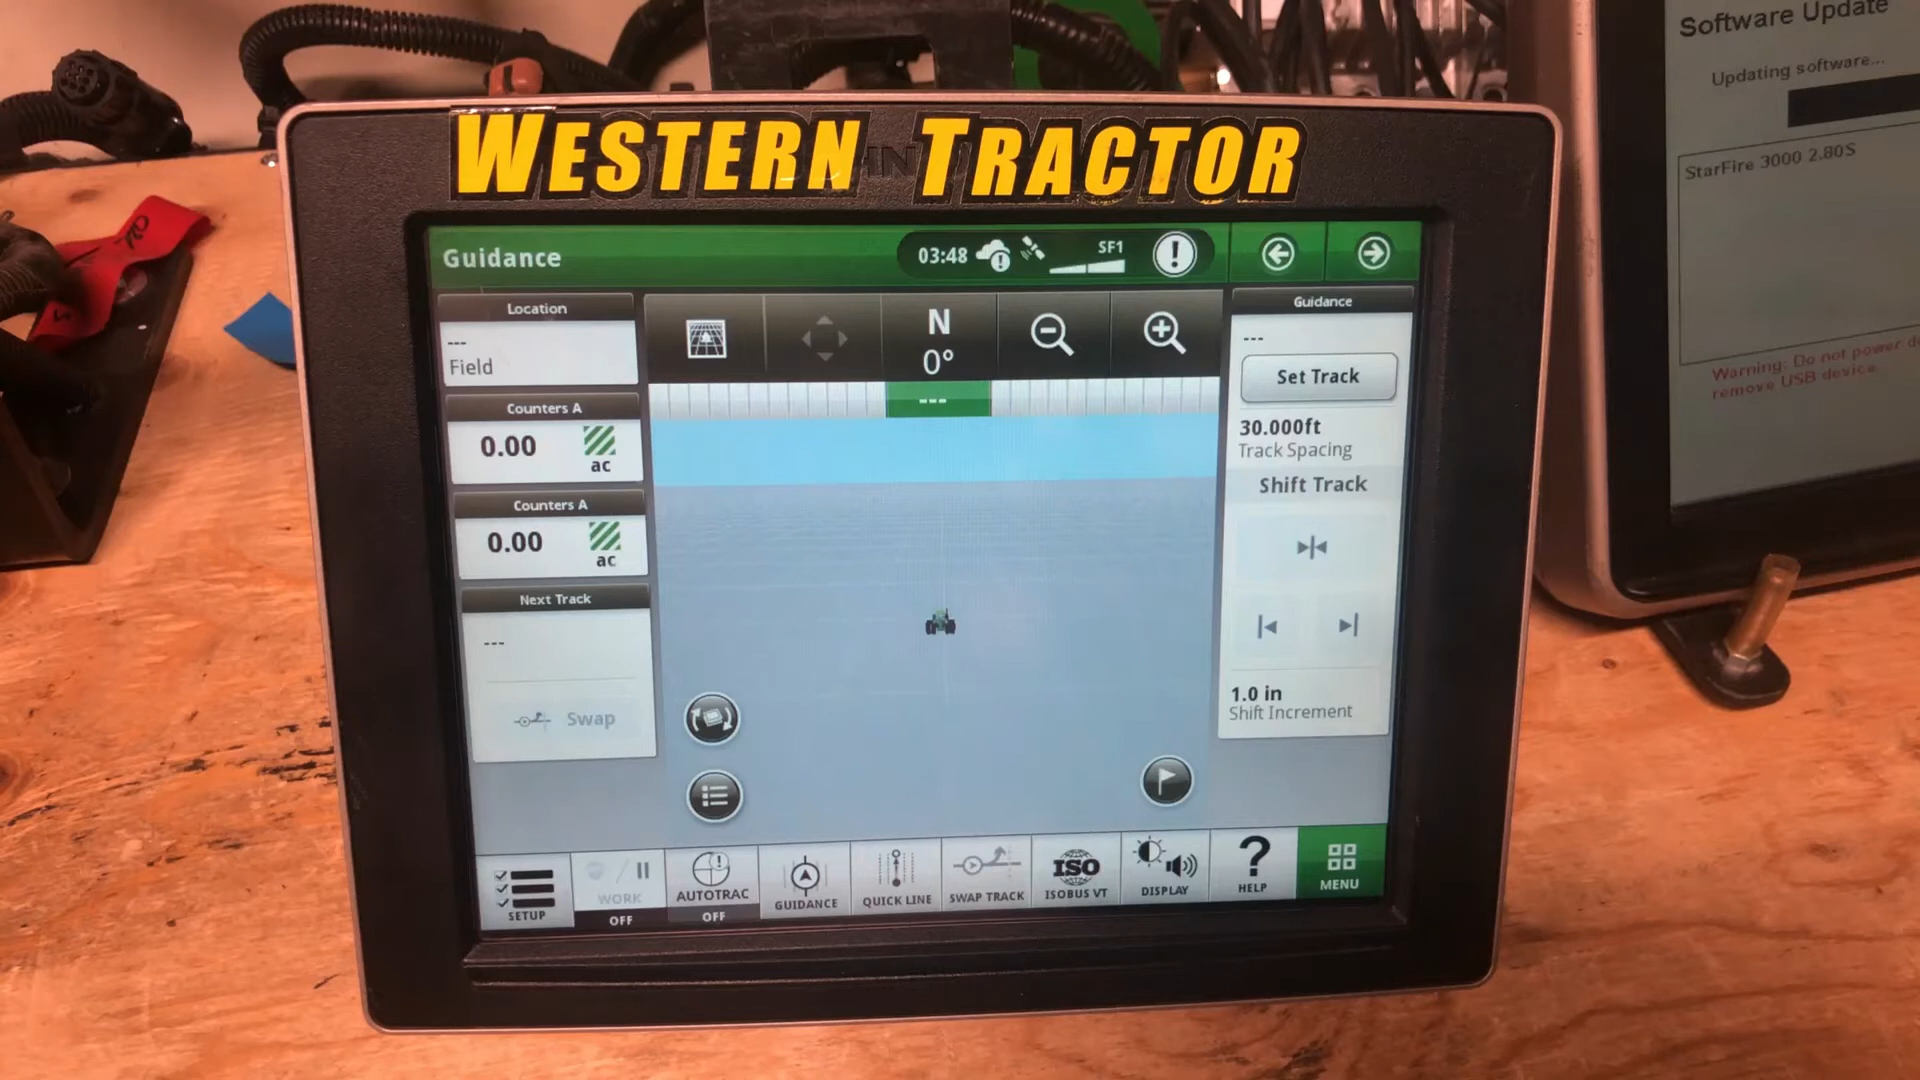 WESTERN TRACTOR
Guidance
03:48
SF1
Location
---
Field
Counters A
0.00
ac
Counters A
0.00
ac
Next Track
---
Swap
N
0°
---
Guidance
---
Set Track
30.000ft
Track Spacing
Shift Track
1.0 in
Shift Increment
SETUP
WORK
OFF
AUTOTRAC
OFF
GUIDANCE
QUICK LINE
SWAP TRACK
ISO
ISOBUS VT
DISPLAY
?
HELP
MENU
Software Update
Updating software...
StarFire 3000 2.80S
Warning: Do not power d
remove USB device.